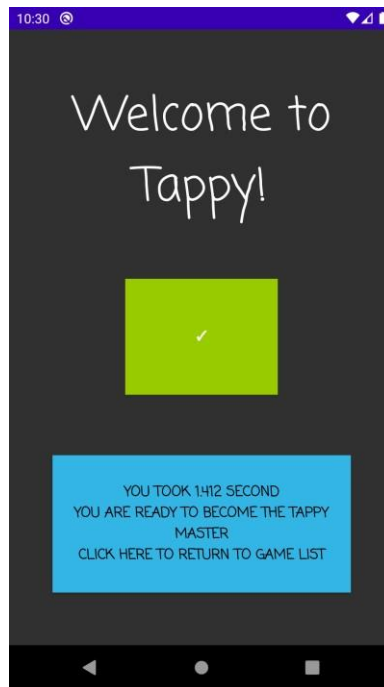 10:30
Welcome to
Tappy!
✓
YOU TOOK 1.412 SECOND
YOU ARE READY TO BECOME THE TAPPY
MASTER
CLICK HERE TO RETURN TO GAME LIST